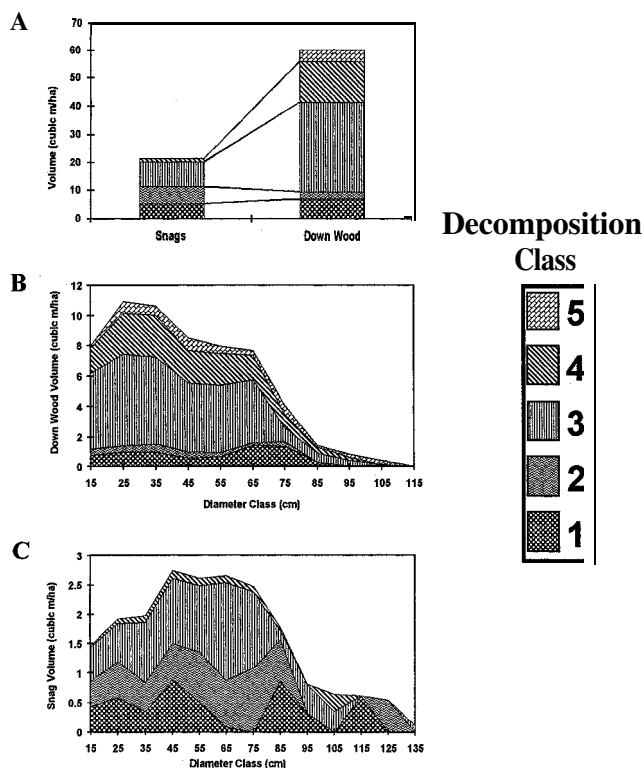 A
Volume (cubic m/ha)
70
60
50
40
30
20
10
0
Snags
Down Wood
B
Down Wood Volume (cubic m/ha)
12
10
8
6
4
2
0
15 25 35 45 55 65 75 85 95 105 115
Diameter Class (cm)
C
Snag Volume (cubic m/ha)
3
2.5
2
1.5
1
0.5
0
15 25 35 45 55 65 75 85 95 105 115 125 135
Diameter Class (cm)
Decomposition
Class
5
4
3
2
1